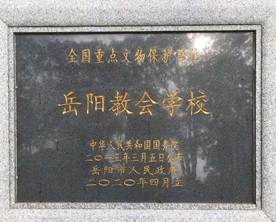 全国重点文物保护单位
岳阳教会学校
中华人民共和国国务院
二〇一三年三月五日公布
岳阳市人民政府
二〇二〇年四月立